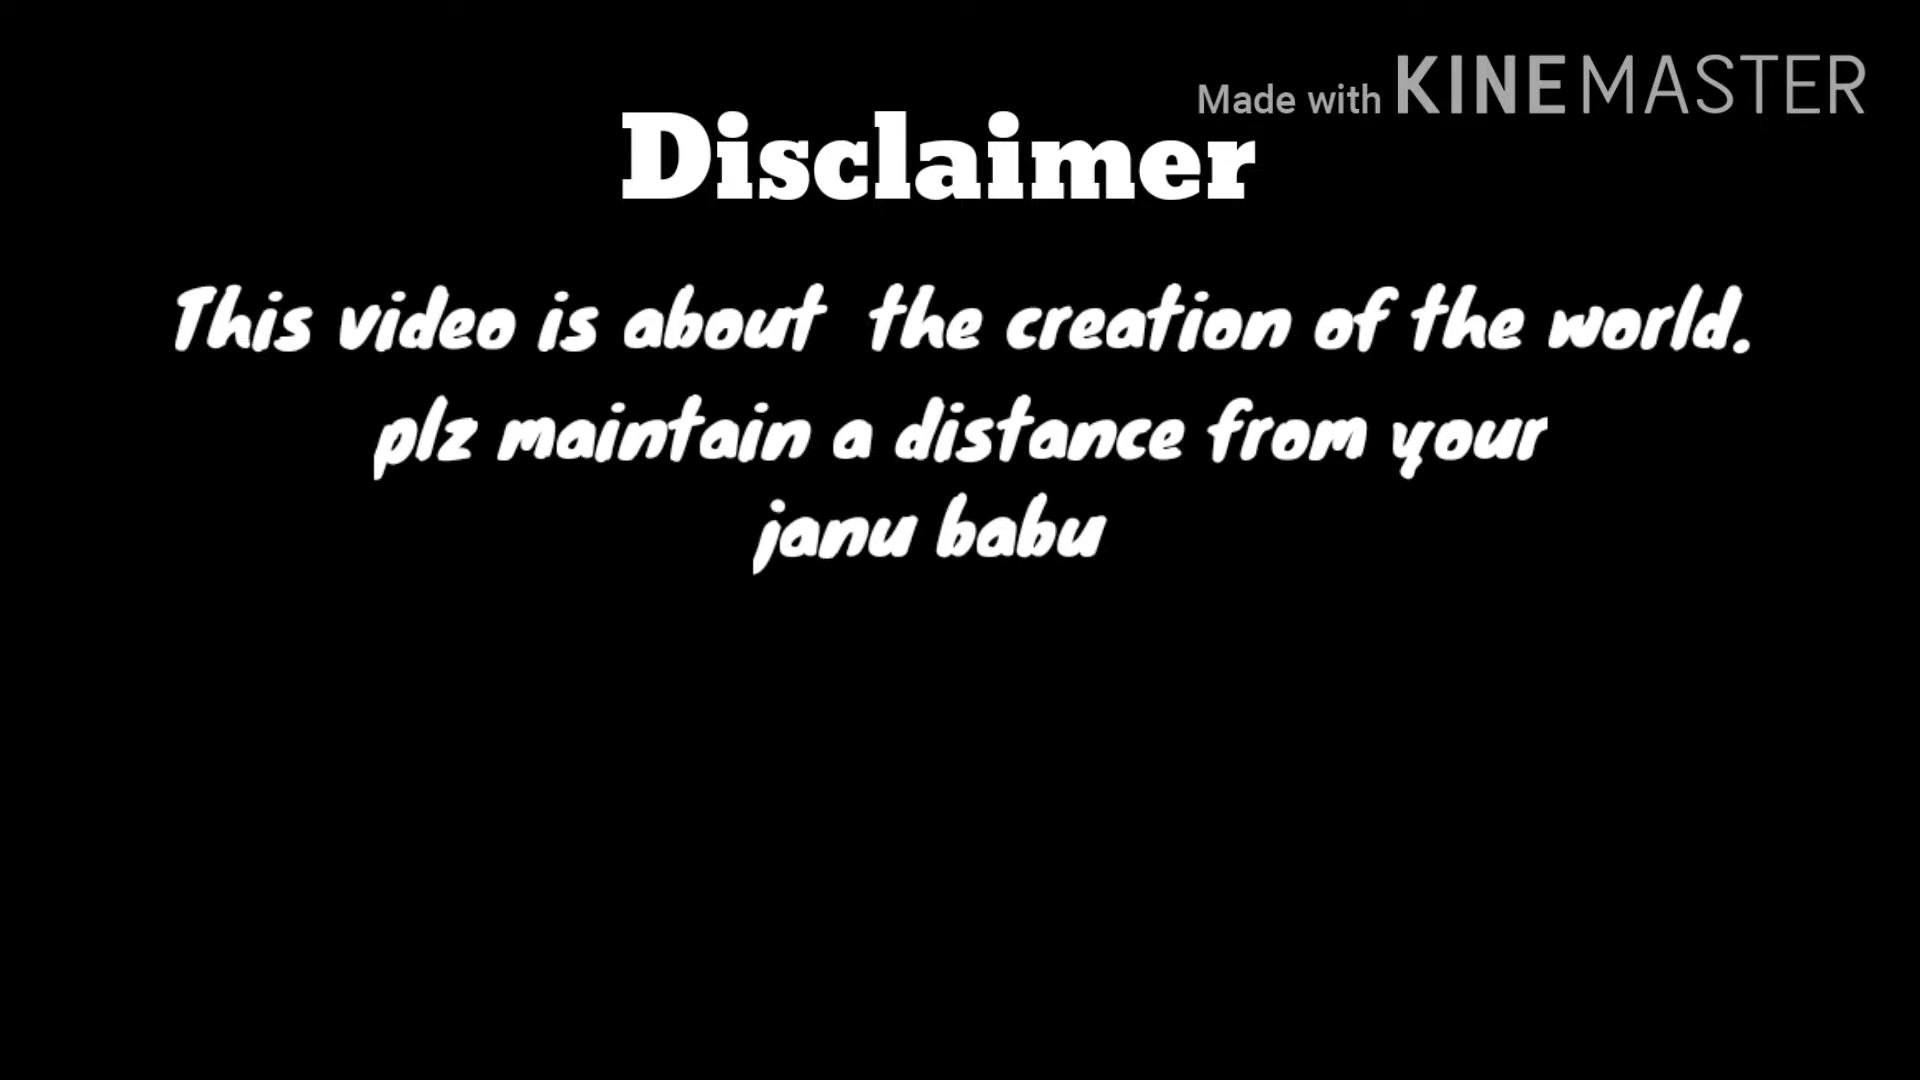 Made with KINEMASTER
Disclaimer
This video is about the creation of the world.
plz maintain a distance from your
janu babu